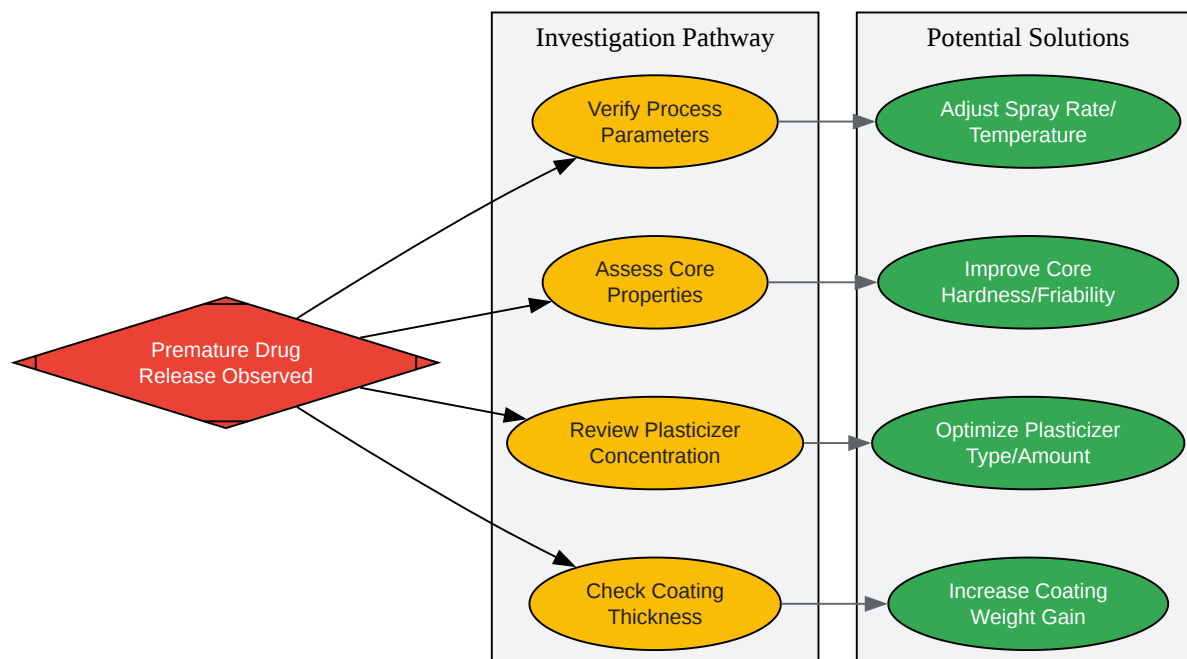 Investigation Pathway
Potential Solutions
Verify Process
Parameters
Adjust Spray Rate/
Temperature
Assess Core
Properties
Improve Core
Hardness/Friability
Premature Drug
Release Observed
Review Plasticizer
Concentration
Optimize Plasticizer
Type/Amount
Check Coating
Thickness
Increase Coating
Weight Gain